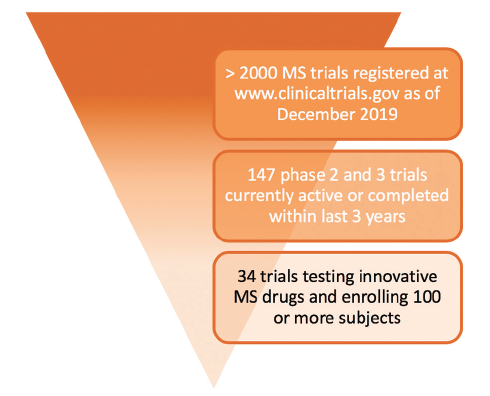 > 2000 MS trials registered at
www.clinicaltrials.gov as of
December 2019
147 phase 2 and 3 trials
currently active or completed
within last 3 years
34 trials testing innovative
MS drugs and enrolling 100
or more subjects